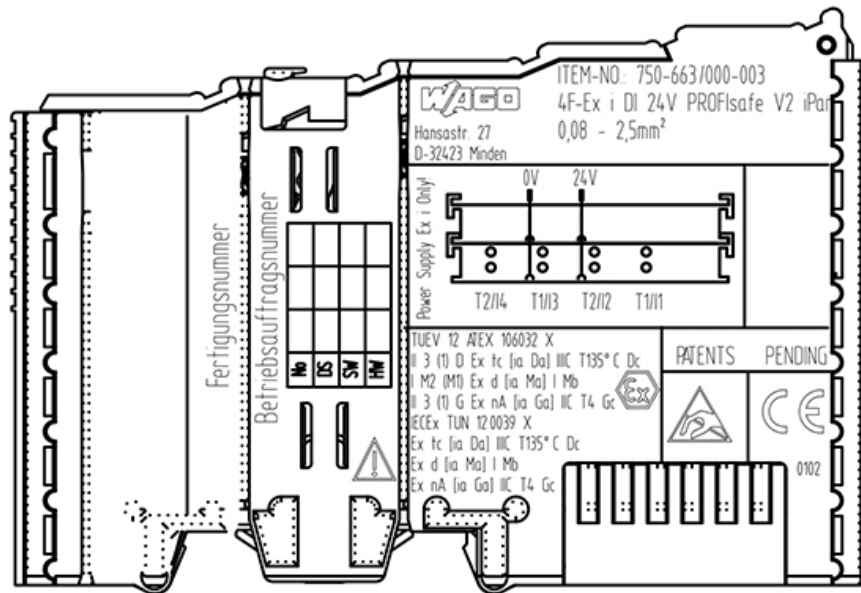 WAGO
Hansastr. 27
D-32423 Minden
ITEM-NO.: 750-663/000-003
4F-Ex i DI 24V PROFIsafe V2 iPar
0,08 - 2,5mm²
Power Supply Ex i Only!
0V 24V
T2/I4 T1/I3 T2/I2 T1/I1
Fertigungsnummer
Betriebsauftragsnummer
No
DS
SW
HW
TUEV 12 ATEX 106032 X
II 3 (1) D Ex tc [ia Da] IIIC T135° C Dc
I M2 (M1) Ex d [ia Ma] I Mb
II 3 (1) G Ex nA [ia Ga] IIC T4 Gc
IECEx TUN 12 0039 X
Ex tc [ia Da] IIIC T135° C Dc
Ex d [ia Ma] I Mb
Ex nA [ia Ga] IIC T4 Gc
Ex
PATENTS PENDING
CE
0102